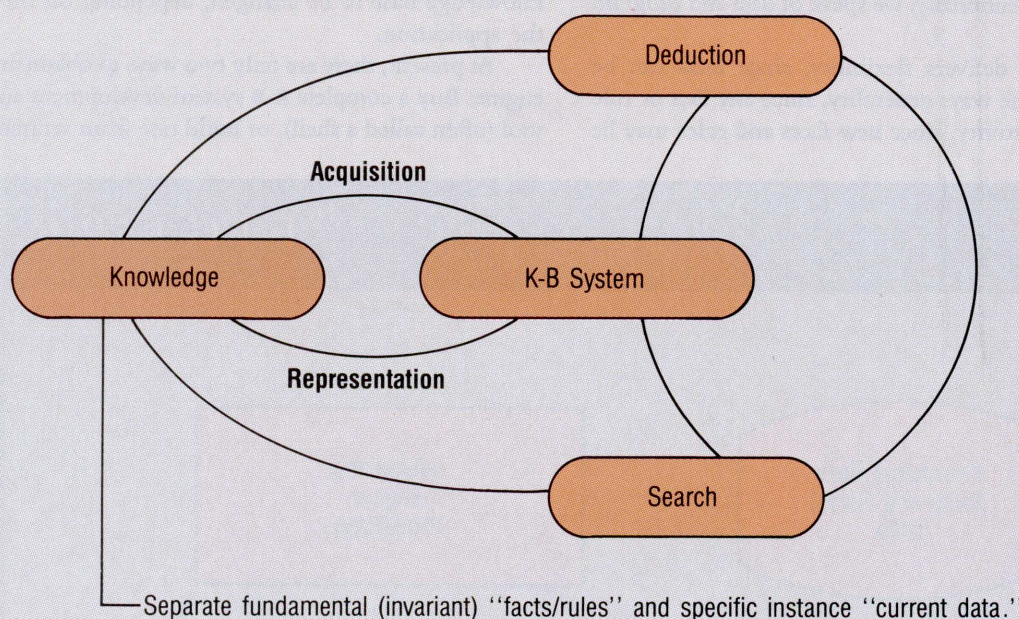 Deduction
Acquisition
Knowledge
K-B System
Representation
Search
Separate fundamental (invariant) ‘‘facts/rules’’ and specific instance ‘‘current data.’